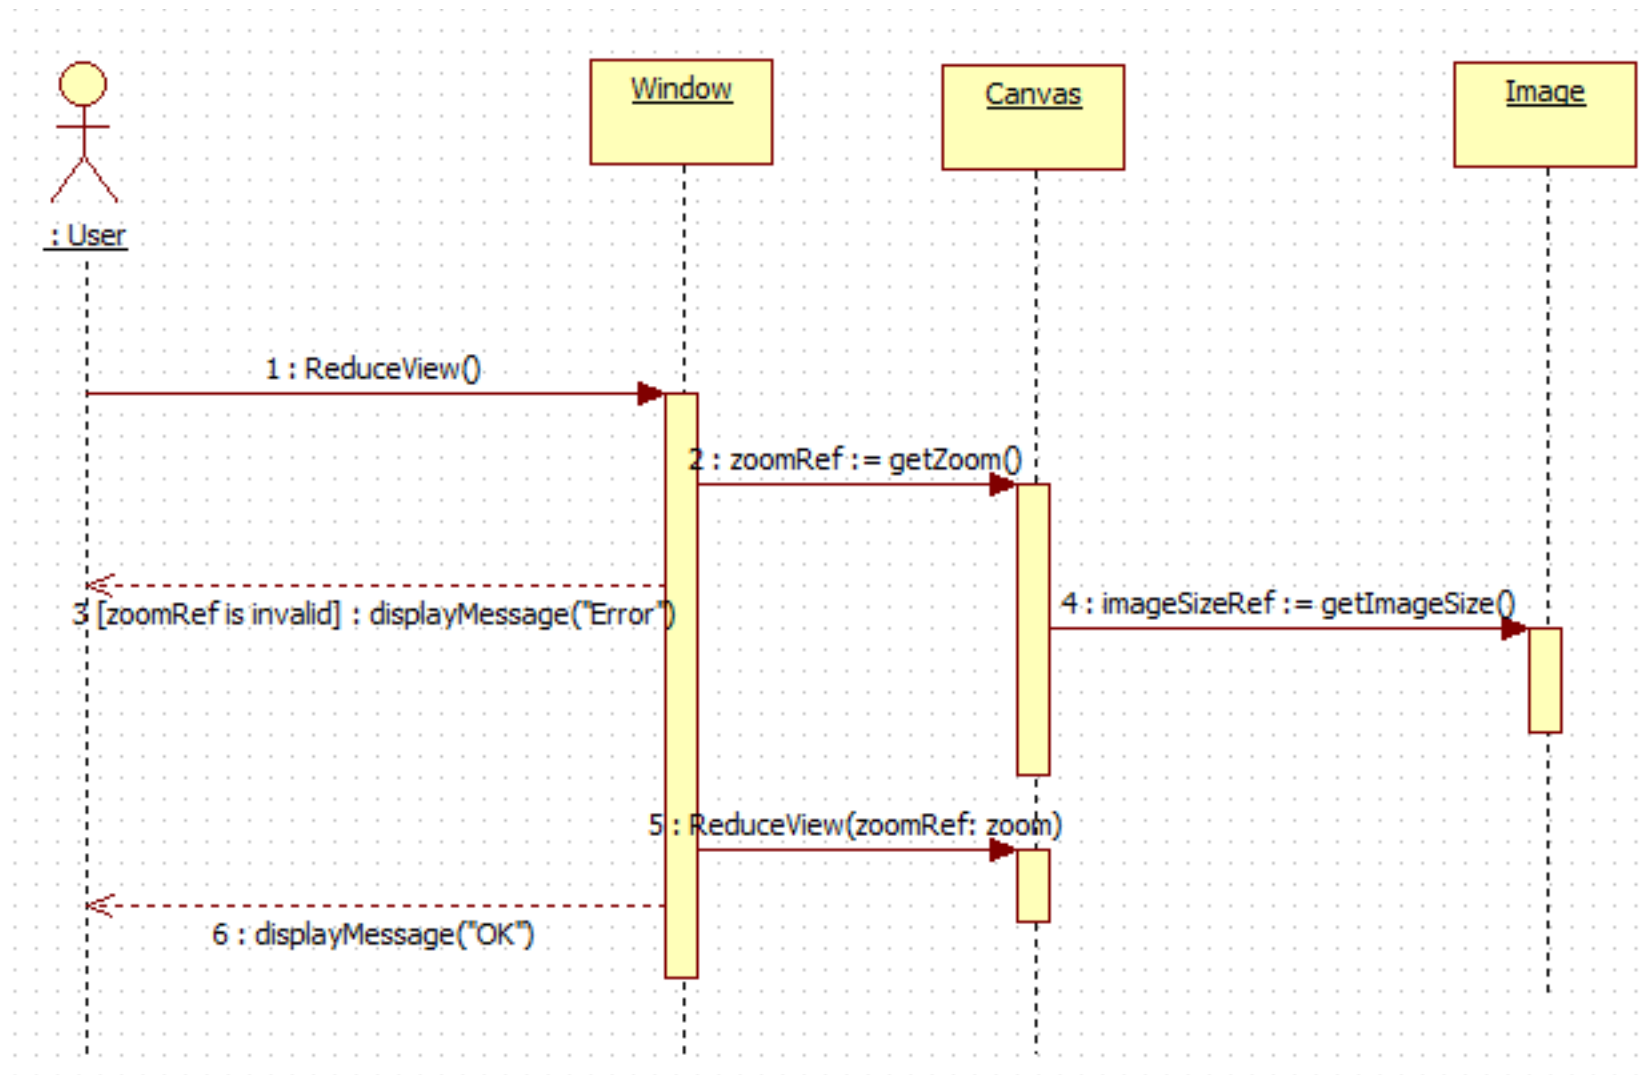 Window
Canvas
Image
: User
1 : ReduceView()
2 : zoomRef := getZoom()
3 [zoomRef is invalid] : displayMessage("Error")
4 : imageSizeRef := getImageSize()
5 : ReduceView(zoomRef: zoom)
6 : displayMessage("OK")